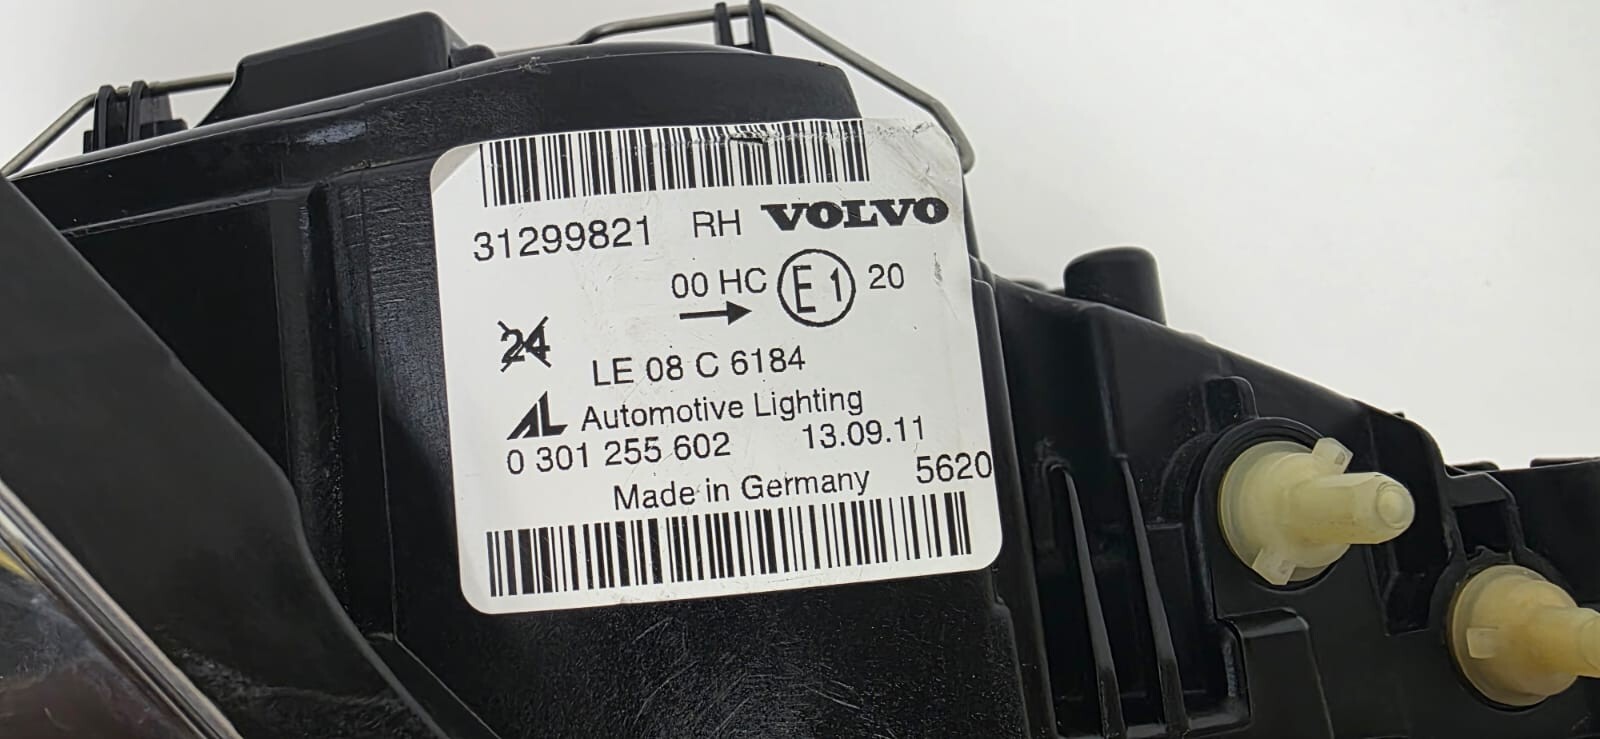 31299821 RH VOLVO
00 HC E1 20
24
LE 08 C 6184
AL Automotive Lighting
0 301 255 602 13.09.11
Made in Germany 5620